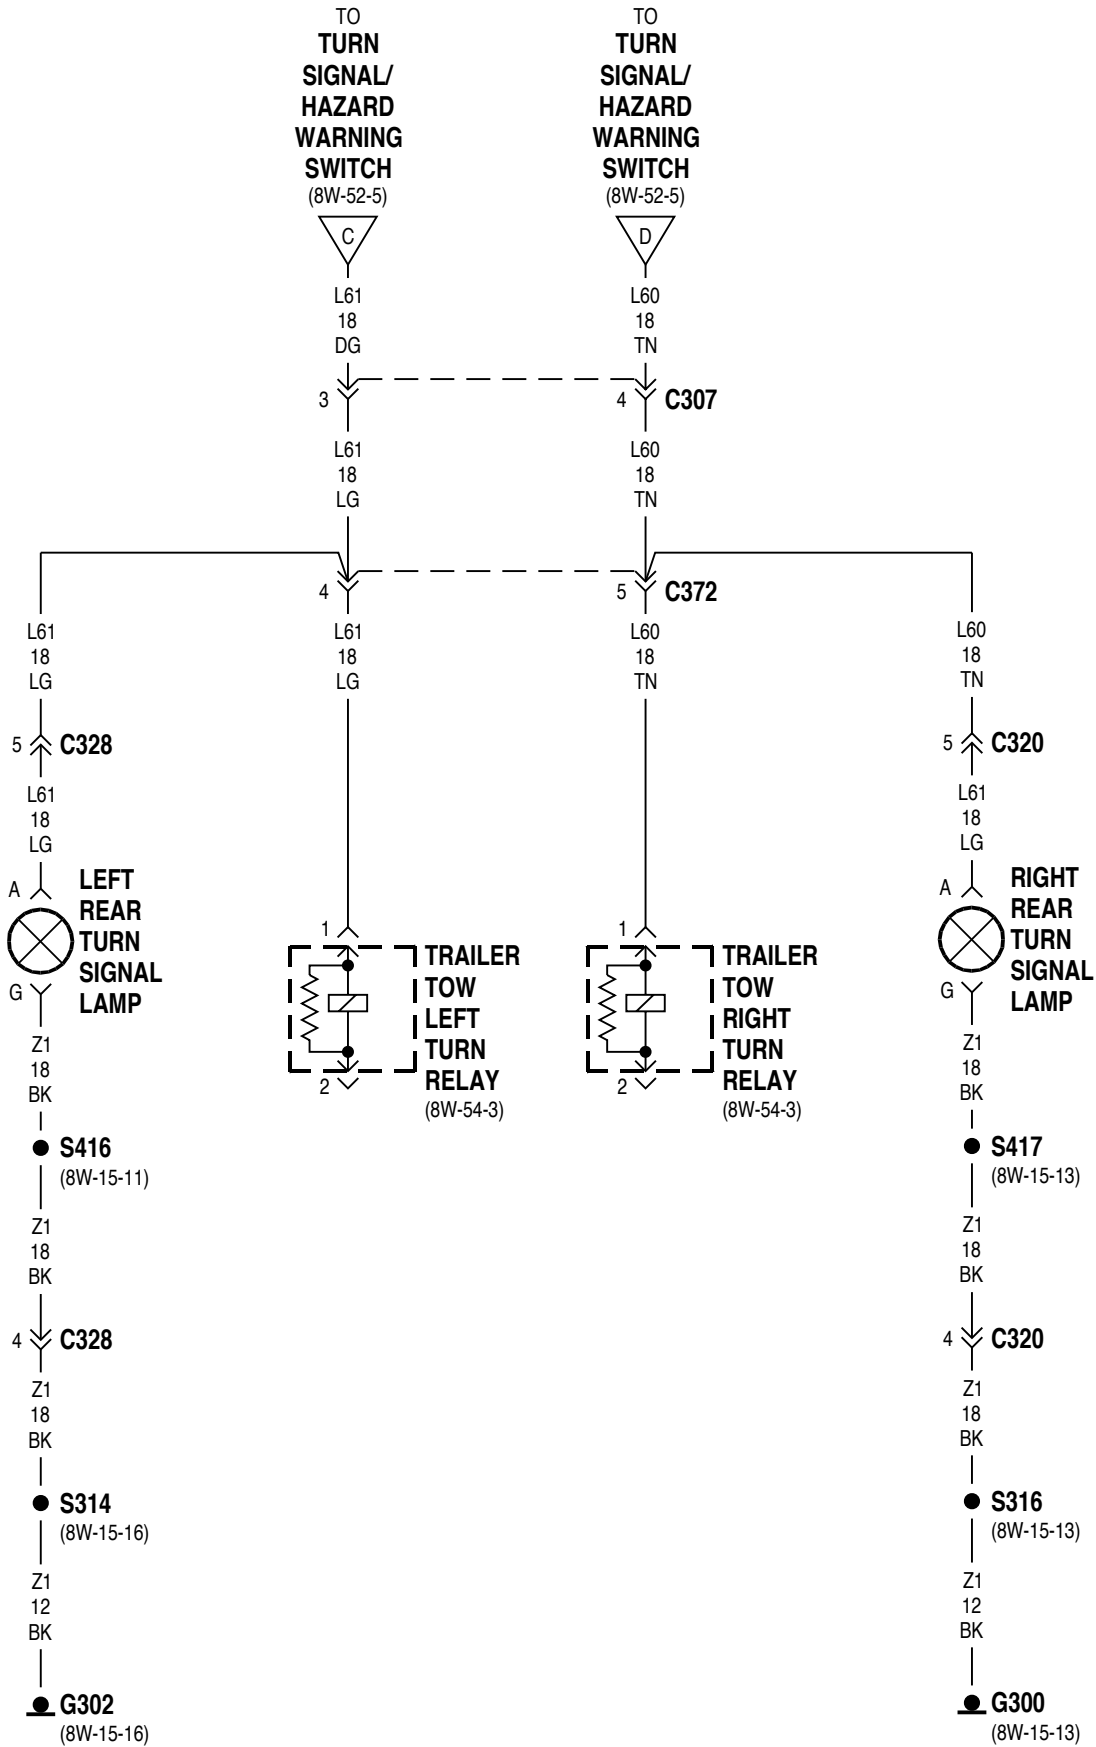 TO
TURN
SIGNAL/
HAZARD
WARNING
SWITCH
(8W-52-5)
C
L61
18
DG
3
L61
18
LG
4
L61
18
LG
1
TRAILER
TOW
LEFT
TURN
RELAY
(8W-54-3)
2
TO
TURN
SIGNAL/
HAZARD
WARNING
SWITCH
(8W-52-5)
D
L60
18
TN
4
C307
L60
18
TN
5
C372
L60
18
TN
1
TRAILER
TOW
RIGHT
TURN
RELAY
(8W-54-3)
2
L61
18
LG
5
C328
L61
18
LG
A
LEFT
REAR
TURN
SIGNAL
LAMP
G
Z1
18
BK
S416
(8W-15-11)
Z1
18
BK
4
C328
Z1
18
BK
S314
(8W-15-16)
Z1
12
BK
G302
(8W-15-16)
L60
18
TN
5
C320
L61
18
LG
A
RIGHT
REAR
TURN
SIGNAL
LAMP
G
Z1
18
BK
S417
(8W-15-13)
Z1
18
BK
4
C320
Z1
18
BK
S316
(8W-15-13)
Z1
12
BK
G300
(8W-15-13)